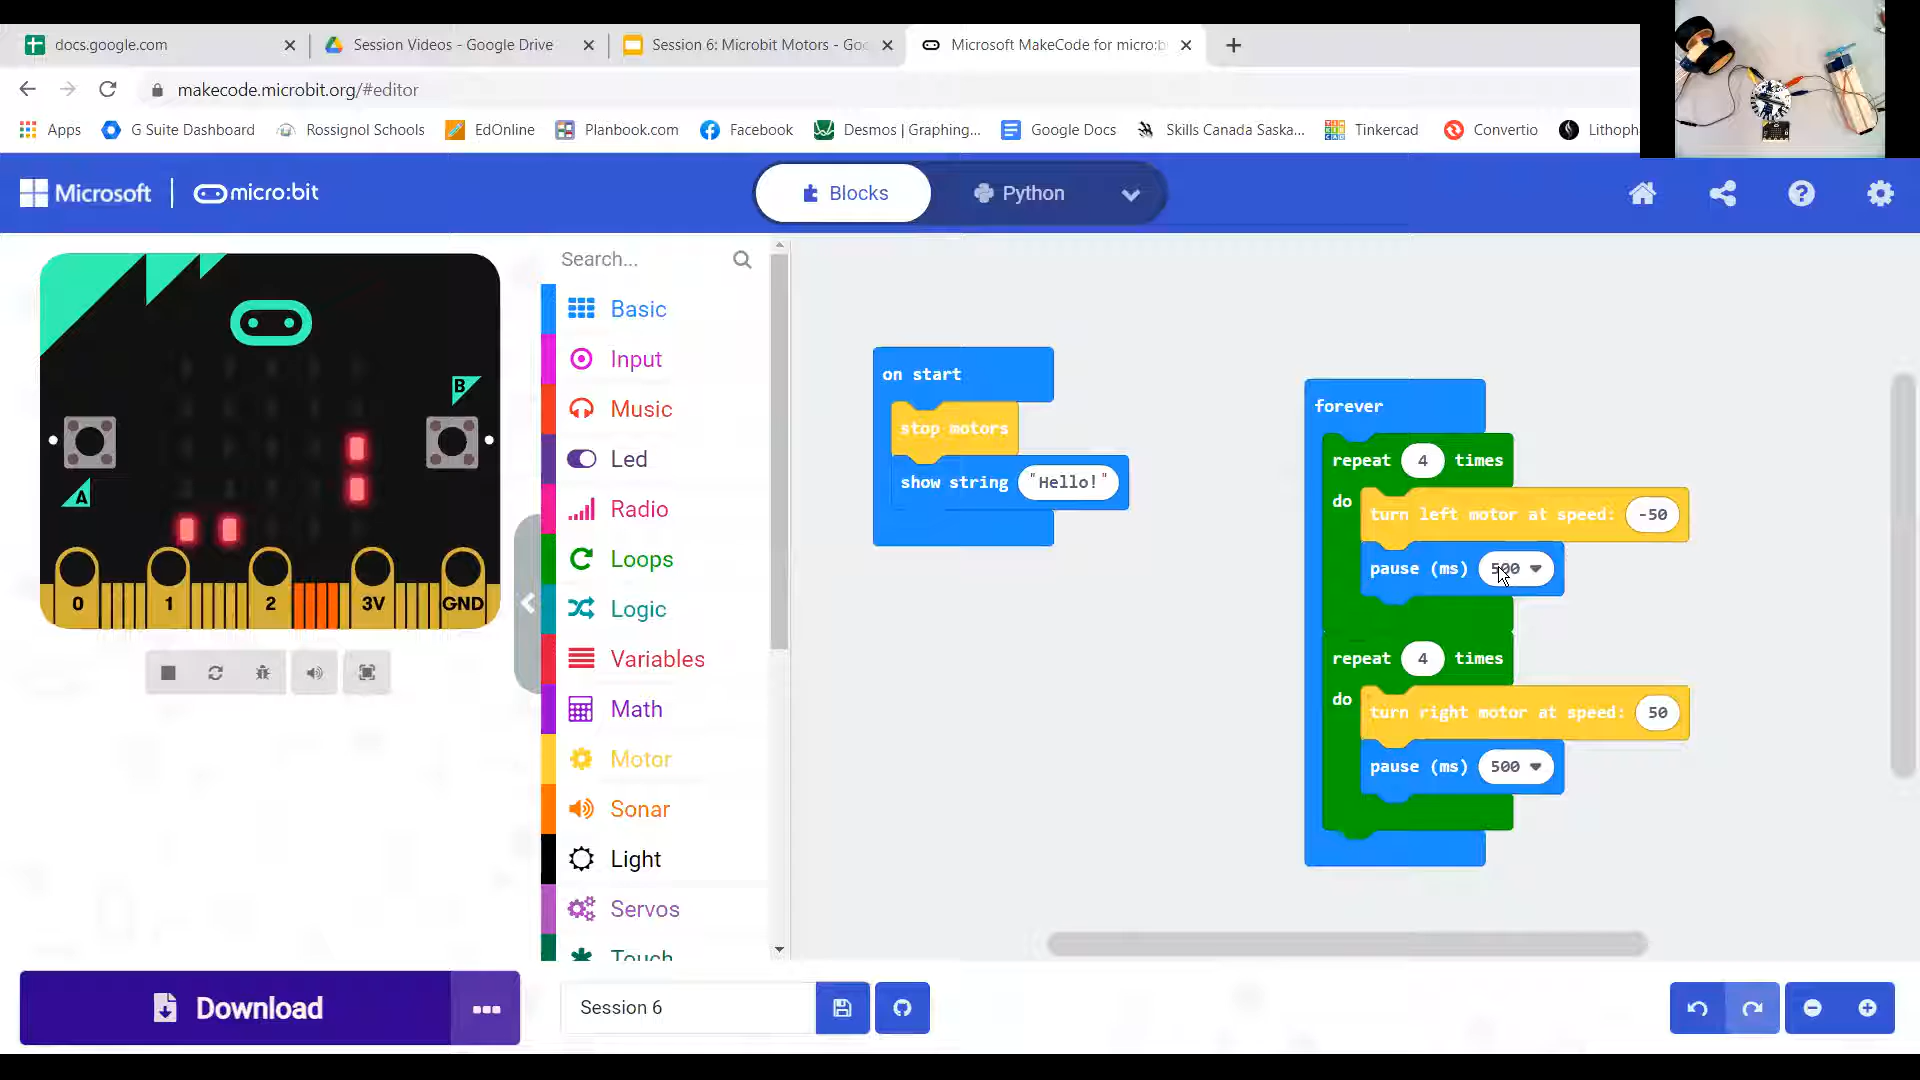 docs.google.com
Session Videos - Google Drive
Session 6: Microbit Motors - Goo
Microsoft MakeCode for micro:b
makecode.microbit.org/#editor
Apps
G Suite Dashboard
Rossignol Schools
EdOnline
Planbook.com
Facebook
Desmos | Graphing...
Google Docs
Skills Canada Saska...
Tinkercad
Convertio
Lithoph
Microsoft
micro:bit
Blocks
Python
B
A
0
1
2
3V
GND
Search...
Basic
Input
Music
Led
Radio
Loops
Logic
Variables
Math
Motor
Sonar
Light
Servos
Touch
on start
stop motors
show string "Hello!"
forever
repeat 4 times
do
turn left motor at speed: -50
pause (ms) 500
repeat 4 times
do
turn right motor at speed: 50
pause (ms) 500
Download
Session 6